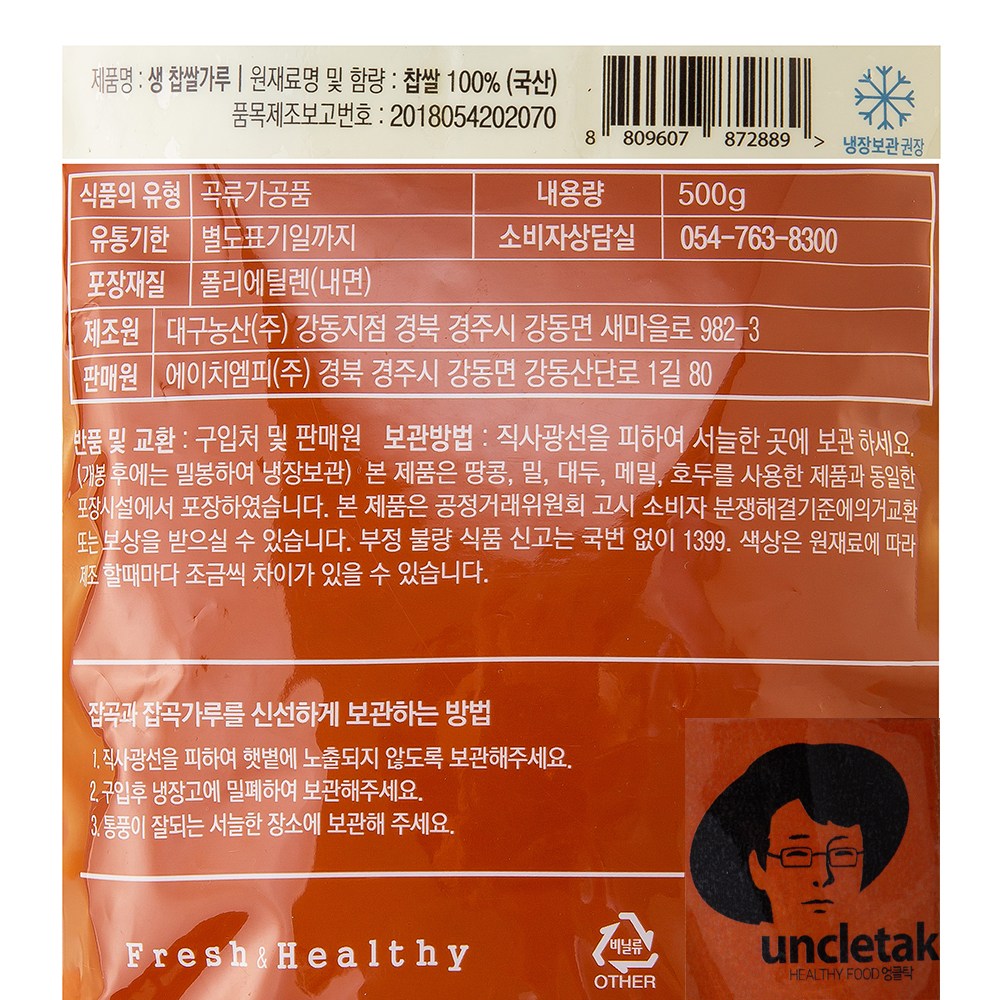 제품명 : 생 찹쌀가루 | 원재료명 및 함량 : 찹쌀 100% (국산)
품목제조보고번호 : 2018054202070
8 809607 872889 >
냉장보관 권장
식품의 유형 곡류가공품 내용량 500g
유통기한 별도표기일까지 소비자상담실 054-763-8300
포장재질 폴리에틸렌(내면)
제조원 대구농산(주) 강동지점 경북 경주시 강동면 새마을로 982-3
판매원 에이치엠피(주) 경북 경주시 강동면 강동산단로 1길 80
반품 및 교환 : 구입처 및 판매원 보관방법 : 직사광선을 피하여 서늘한 곳에 보관 하세요.
(개봉 후에는 밀봉하여 냉장보관) 본 제품은 땅콩, 밀, 대두, 메밀, 호두를 사용한 제품과 동일한
포장시설에서 포장하였습니다. 본 제품은 공정거래위원회 고시 소비자 분쟁해결기준에의거교환
또는 보상을 받으실 수 있습니다. 부정 불량 식품 신고는 국번 없이 1399. 색상은 원재료에 따라
제조 할때마다 조금씩 차이가 있을 수 있습니다.
잡곡과 잡곡가루를 신선하게 보관하는 방법
1. 직사광선을 피하여 햇볕에 노출되지 않도록 보관해주세요.
2. 구입후 냉장고에 밀폐하여 보관해주세요.
3. 통풍이 잘되는 서늘한 장소에 보관해 주세요.
Fresh & Healthy
비닐류
OTHER
uncletak
HEALTHY FOOD 엉클탁